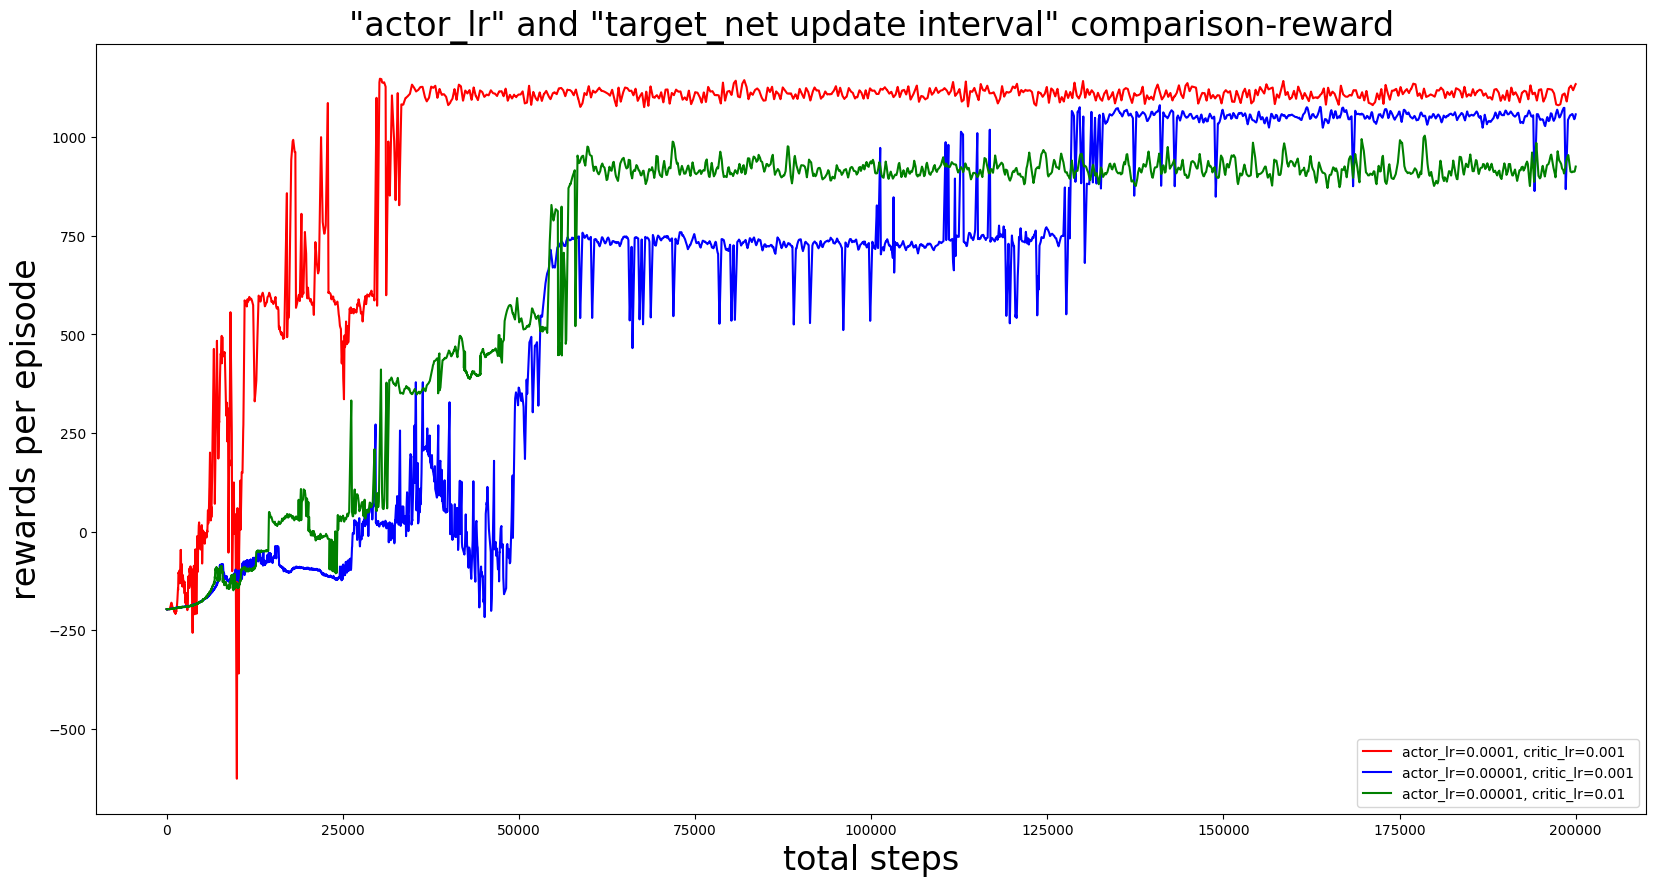 "actor_lr" and "target_net update interval" comparison-reward
rewards per episode
1000
750
500
250
0
−250
−500
0 25000 50000 75000 100000 125000 150000 175000 200000
total steps
actor_lr=0.0001, critic_lr=0.001
actor_lr=0.00001, critic_lr=0.001
actor_lr=0.00001, critic_lr=0.01